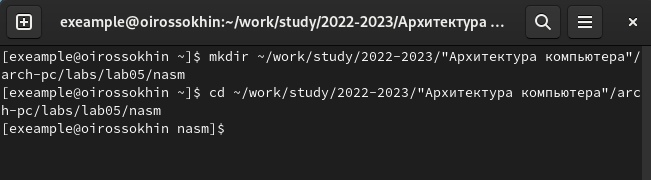 exeample@oirossokhin:~/work/study/2022-2023/Архитектура ...
[exeample@oirossokhin ~]$ mkdir ~/work/study/2022-2023/"Архитектура компьютера"/
arch-pc/labs/lab05/nasm
[exeample@oirossokhin ~]$ cd ~/work/study/2022-2023/"Архитектура компьютера"/arc
h-pc/labs/lab05/nasm
[exeample@oirossokhin nasm]$